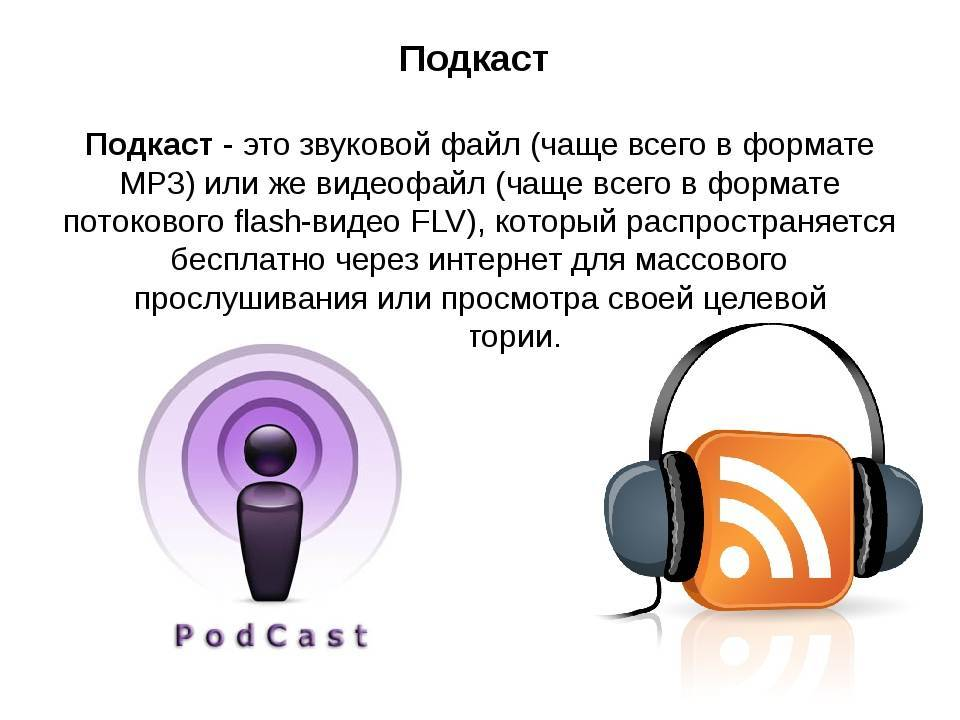 Подкаст
Подкаст - это звуковой файл (чаще всего в формате
MP3) или же видеофайл (чаще всего в формате
потокового flash-видео FLV), который распространяется
бесплатно через интернет для массового
прослушивания или просмотра своей целевой
тории.
PodCast